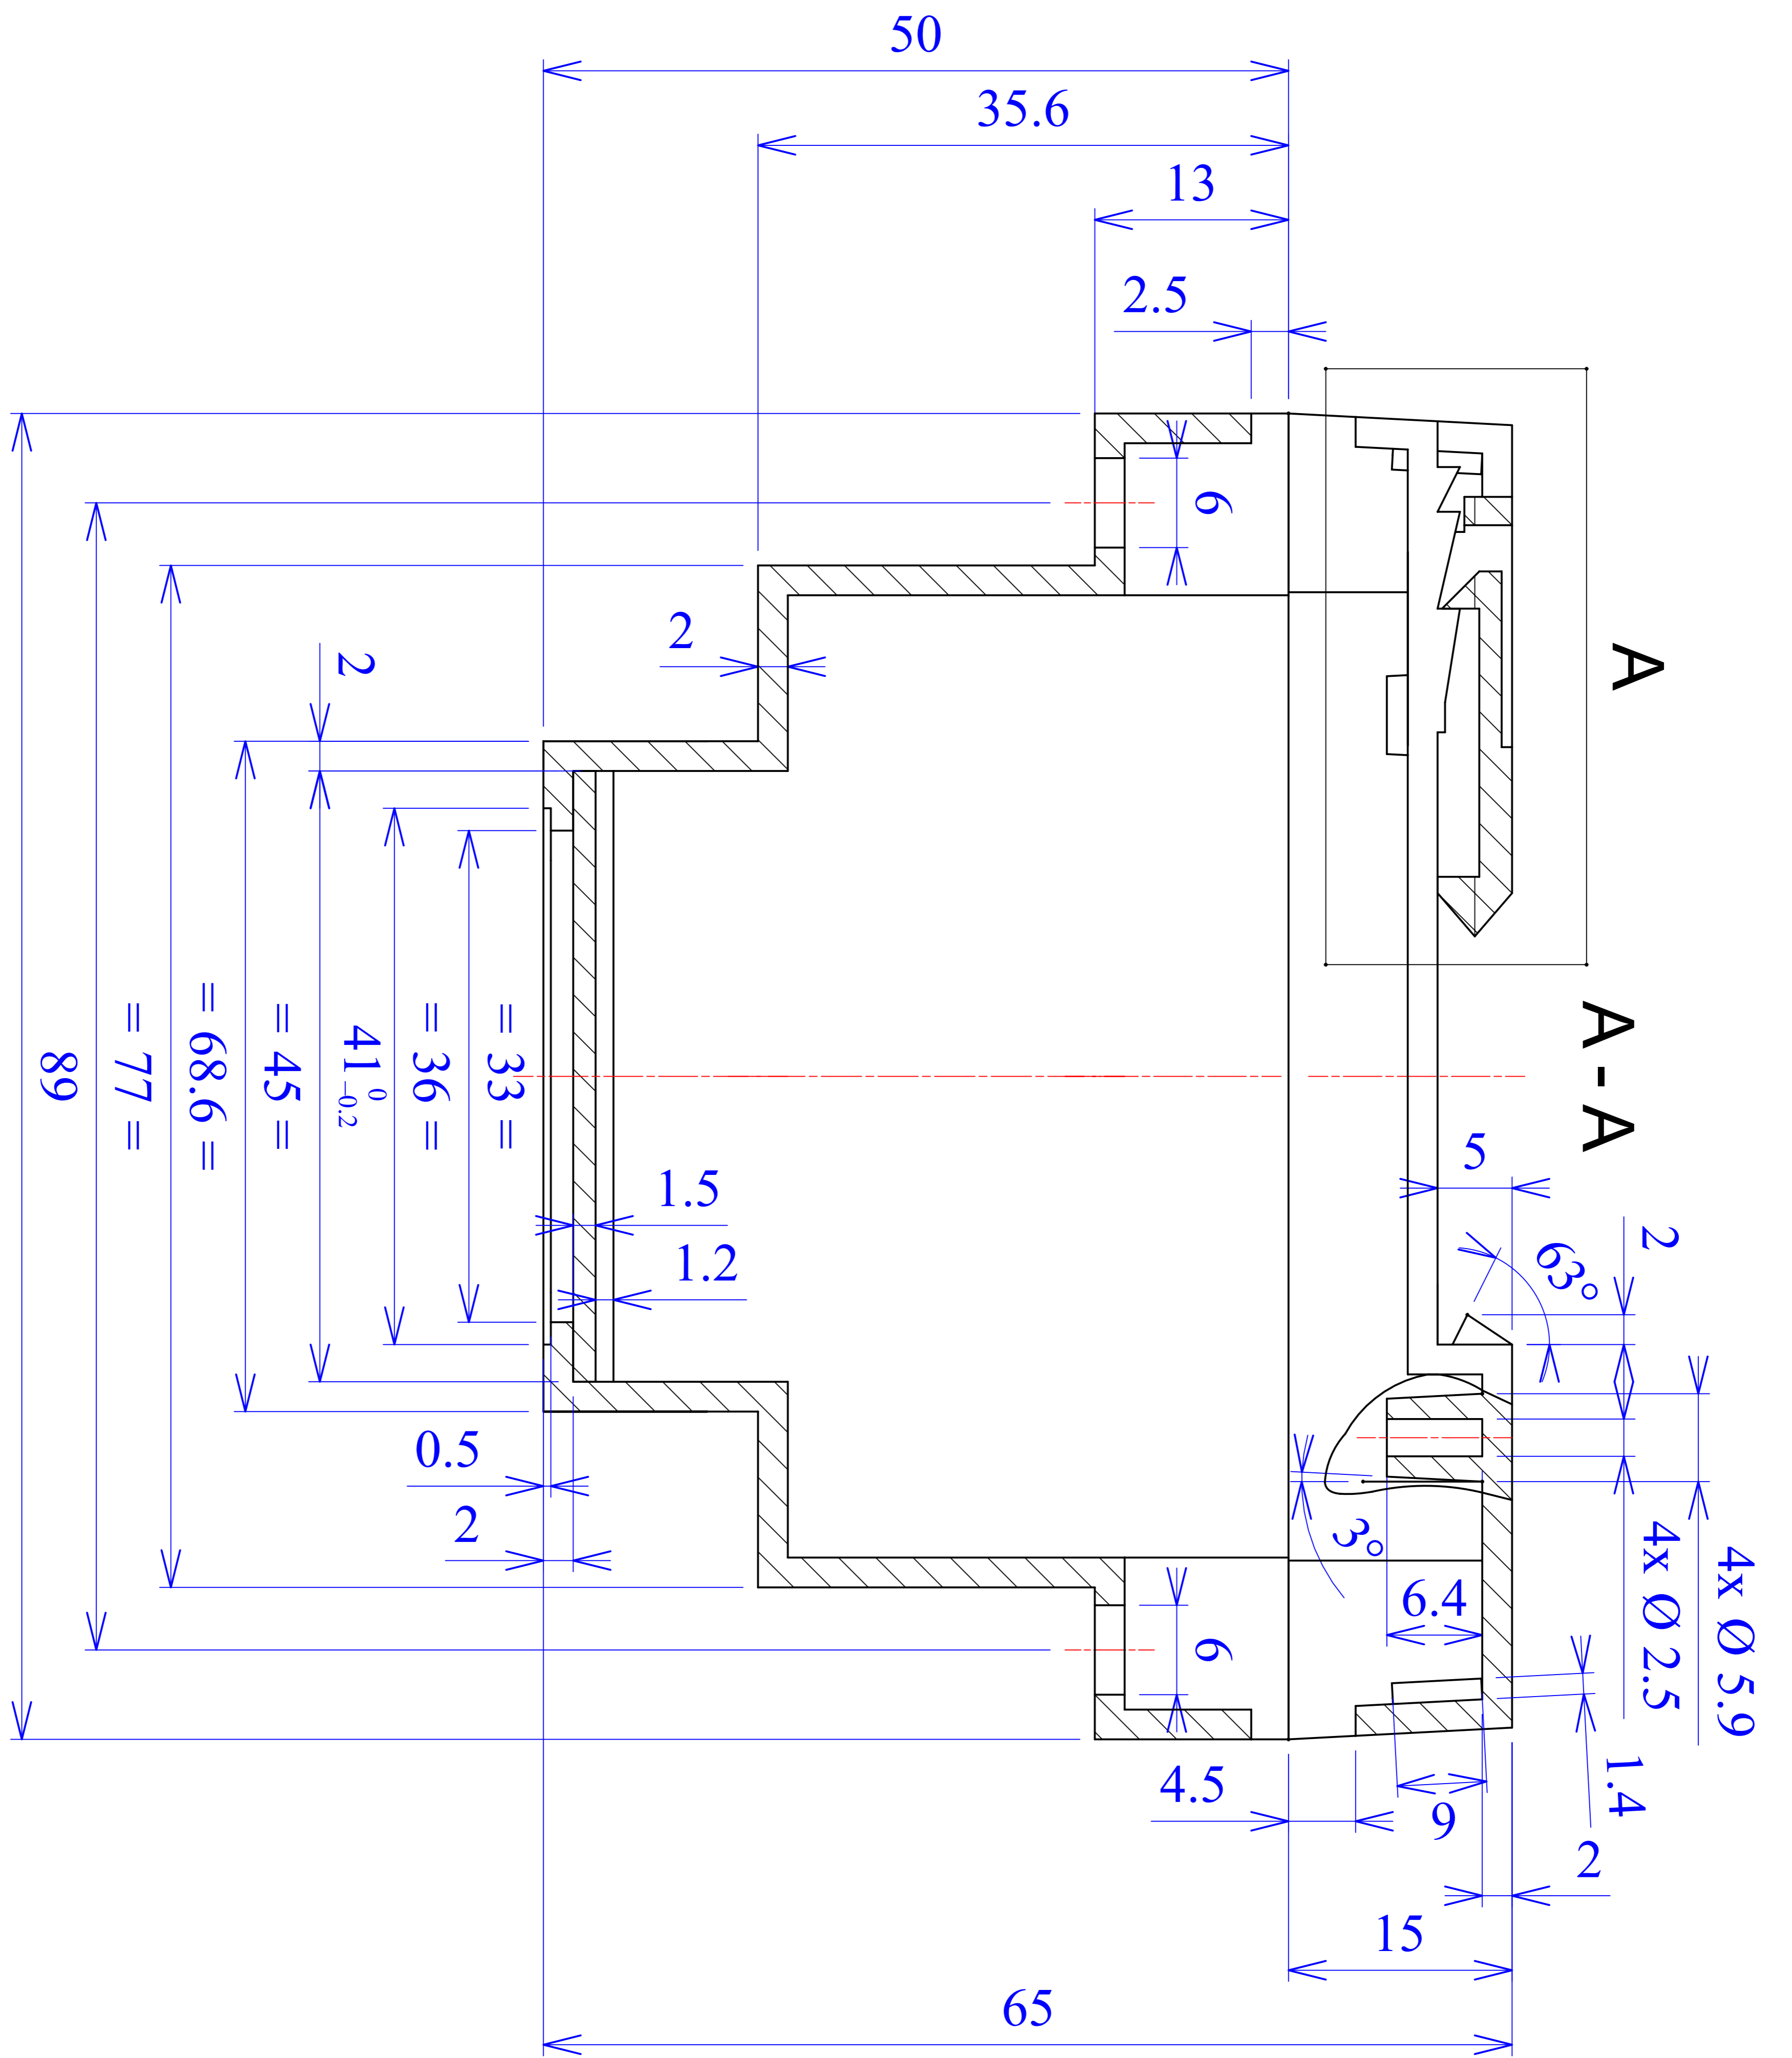 50
35.6
13
2.5
6
2
2
A
A - A
= 33 =
= 36 =
41 0 -0.2
= 45 =
= 68.6 =
= 77 =
89
5
1.5
1.2
2
63°
0.5
2
3°
4x Ø 2.5
4x Ø 5.9
6.4
6
1.4
4.5
9
2
15
65